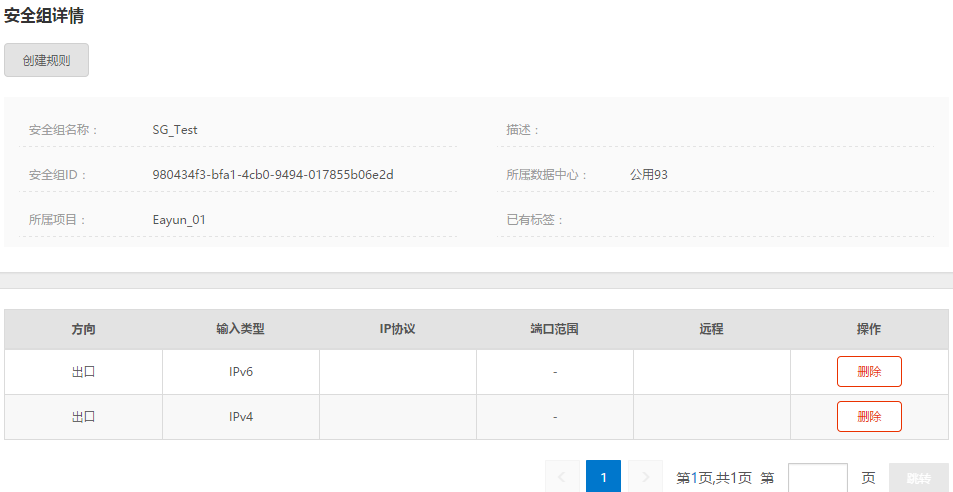 安全组详情
创建规则
安全组名称： SG_Test 描述：
安全组ID： 980434f3-bfa1-4cb0-9494-017855b06e2d 所属数据中心： 公用93
所属项目： Eayun_01 已有标签：
方向 输入类型 IP协议 端口范围 远程 操作
出口 IPv6 - 删除
出口 IPv4 - 删除
< 1 > 第1页,共1页 第 页 跳转